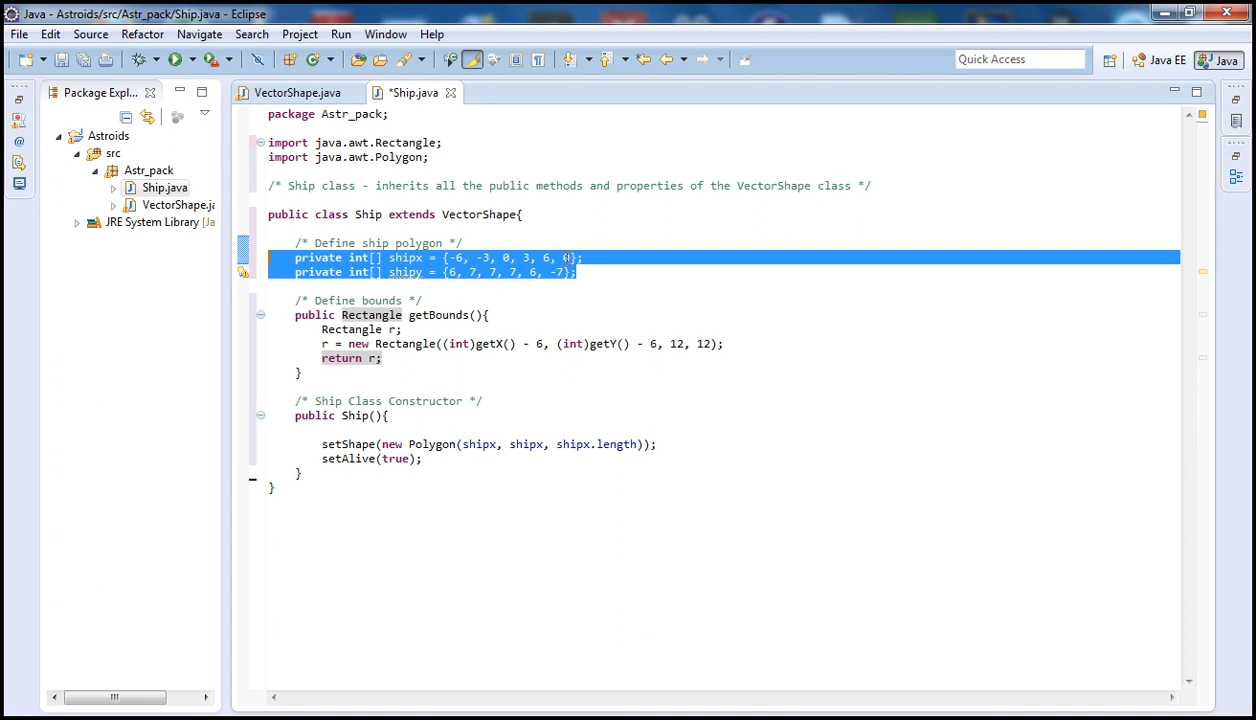 Java - Astroids/src/Astr_pack/Ship.java - Eclipse
File Edit Source Refactor Navigate Search Project Run Window Help
Quick Access Java EE Java
Package Expl... VectorShape.java *Ship.java
Astroids
src
Astr_pack
Ship.java
VectorShape.ja
JRE System Library [Ja
package Astr_pack;
import java.awt.Rectangle;
import java.awt.Polygon;
/* Ship class - inherits all the public methods and properties of the VectorShape class */
public class Ship extends VectorShape{
/* Define ship polygon */
private int[] shipx = {-6, -3, 0, 3, 6, 0};
private int[] shipy = {6, 7, 7, 7, 6, -7};
/* Define bounds */
public Rectangle getBounds(){
Rectangle r;
r = new Rectangle((int)getX() - 6, (int)getY() - 6, 12, 12);
return r;
}
/* Ship Class Constructor */
public Ship(){
setShape(new Polygon(shipx, shipx, shipx.length));
setAlive(true);
}
}